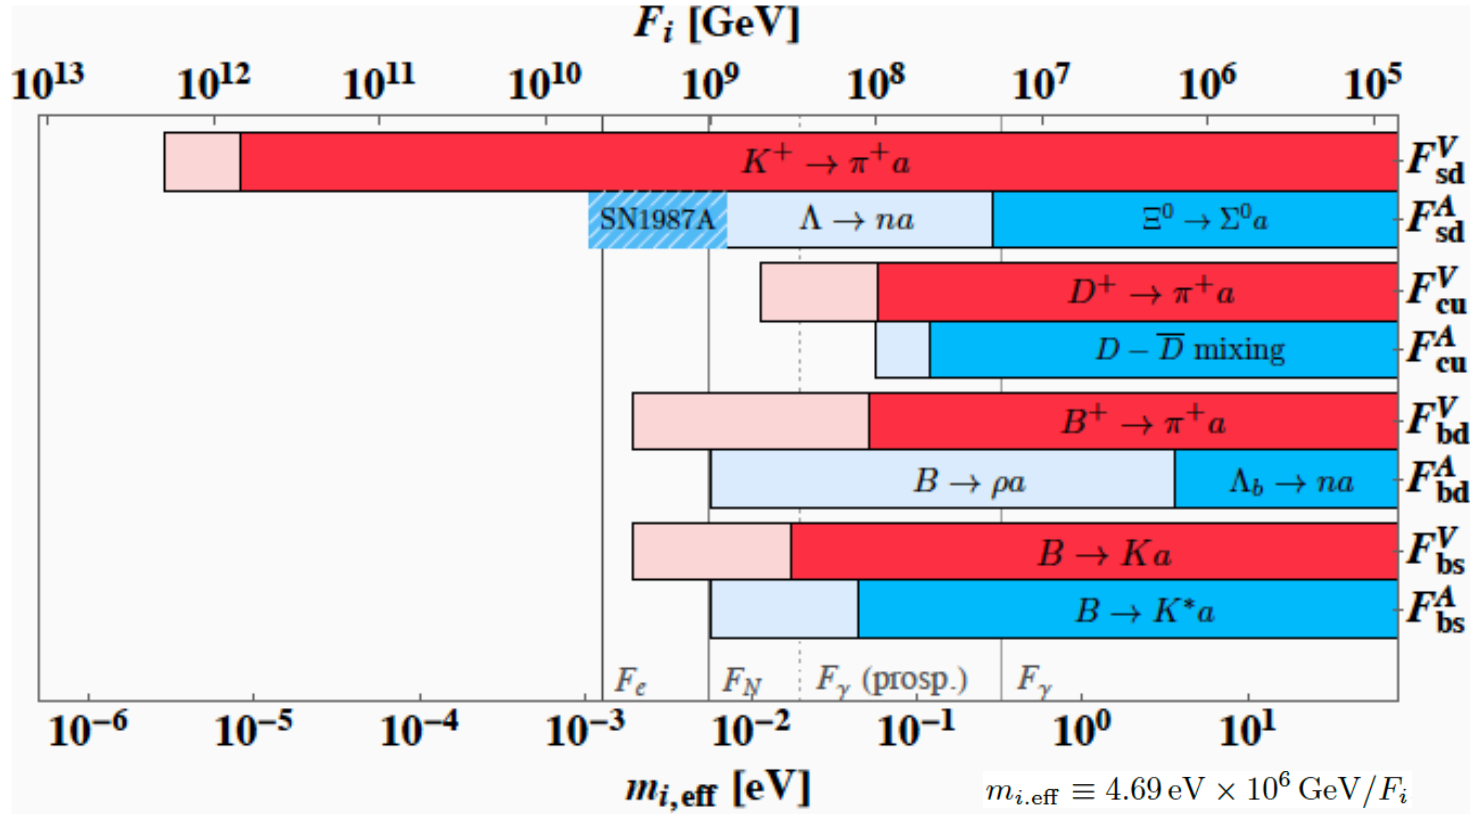 F_i [GeV]
10^13 10^12 10^11 10^10 10^9 10^8 10^7 10^6 10^5
K^+ → π^+ a F^V_sd
SN1987A Λ → na Ξ^0 → Σ^0 a F^A_sd
D^+ → π^+ a F^V_cu
D − D̅ mixing F^A_cu
B^+ → π^+ a F^V_bd
B → ρa Λ_b → na F^A_bd
B → Ka F^V_bs
B → K^* a F^A_bs
F_e F_N F_γ (prosp.) F_γ
10^−6 10^−5 10^−4 10^−3 10^−2 10^−1 10^0 10^1
m_i,eff [eV] m_i.eff ≡ 4.69 eV × 10^6 GeV/F_i